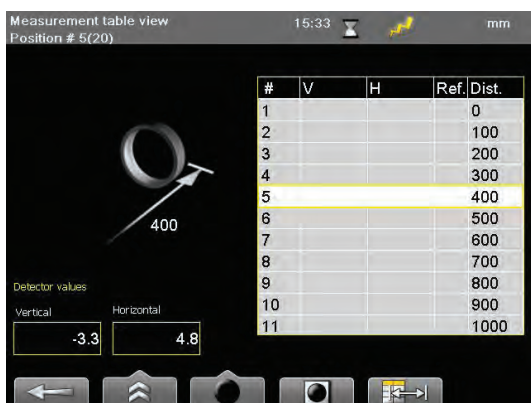 Measurement table view 15:33 mm
Position # 5(20)
# V H Ref. Dist.
1 0
2 100
3 200
4 300
5 400
6 500
7 600
8 700
9 800
10 900
11 1000
400
Detector values
Vertical Horizontal
-3.3 4.8